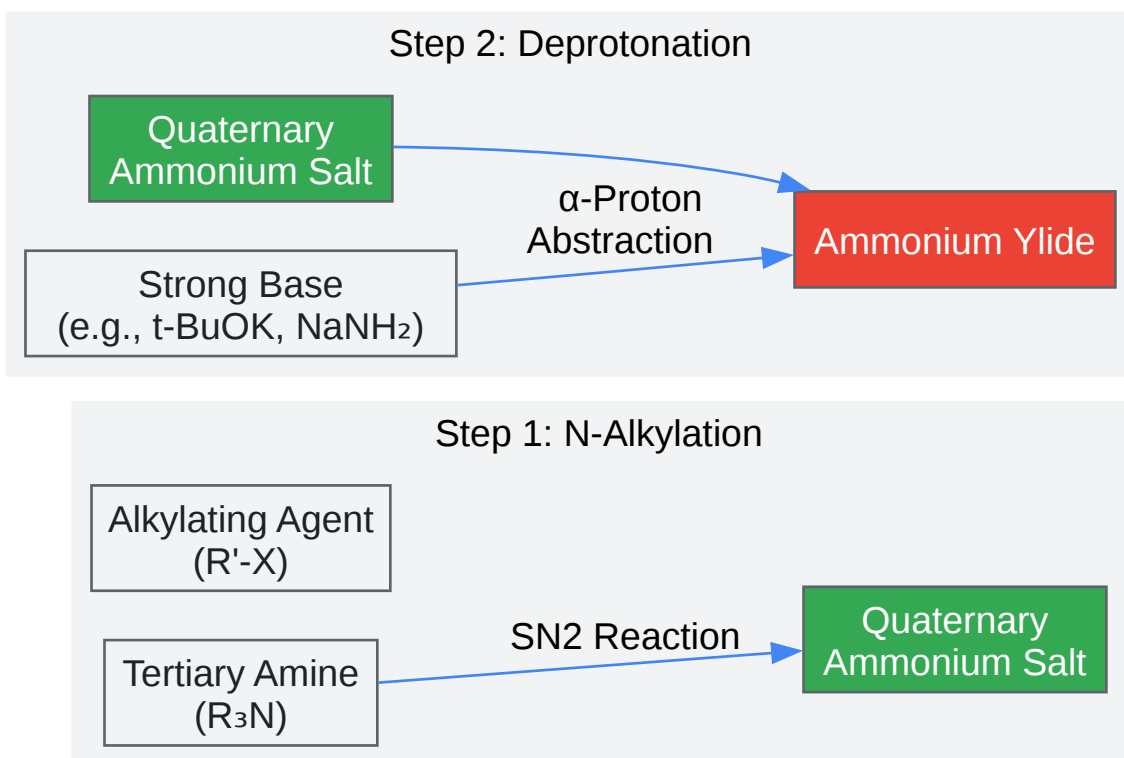 Step 2: Deprotonation
Quaternary
Ammonium Salt
α-Proton
Abstraction
Ammonium Ylide
Strong Base
(e.g., t-BuOK, NaNH₂)
Step 1: N-Alkylation
Alkylating Agent
(R'-X)
SN2 Reaction
Quaternary
Ammonium Salt
Tertiary Amine
(R₃N)